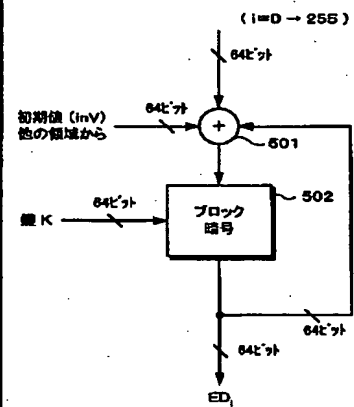 (i=D → 255)
64ビット
初期値 (inV)
他の領域から
64ビット
+
501
502
鍵 K
64ビット
ブロック
暗号
64ビット
64ビット
EDi